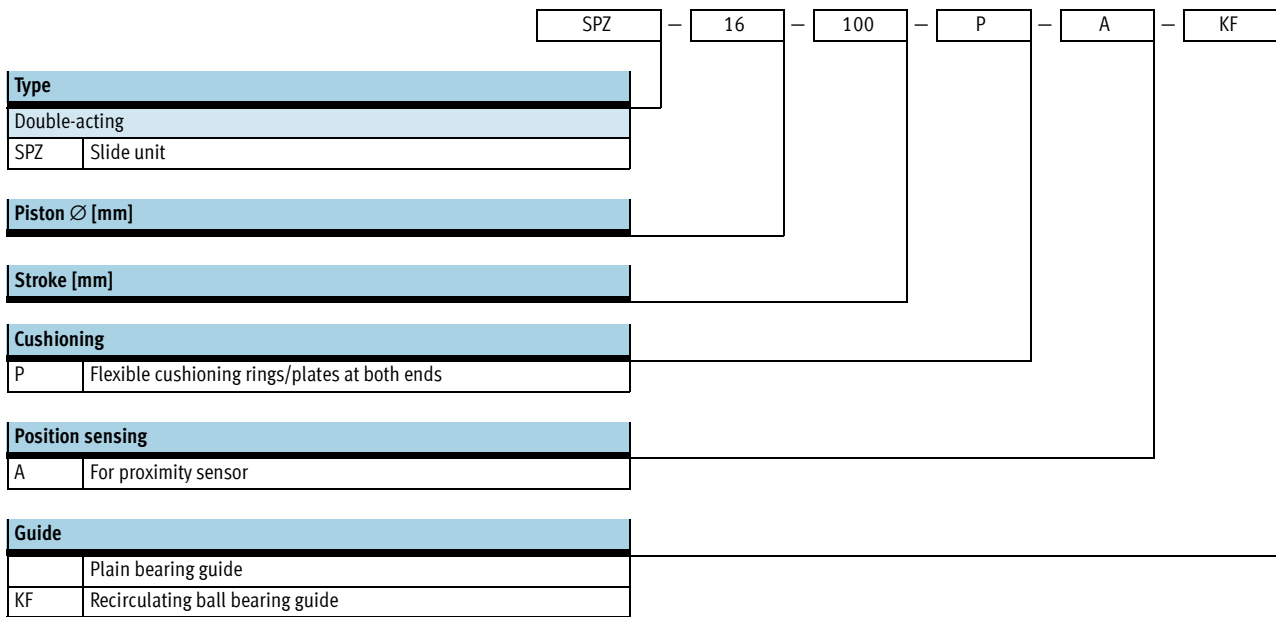 SPZ – 16 – 100 – P – A – KF
Type
Double-acting
SPZ Slide unit
Piston ∅ [mm]
Stroke [mm]
Cushioning
P Flexible cushioning rings/plates at both ends
Position sensing
A For proximity sensor
Guide
Plain bearing guide
KF Recirculating ball bearing guide